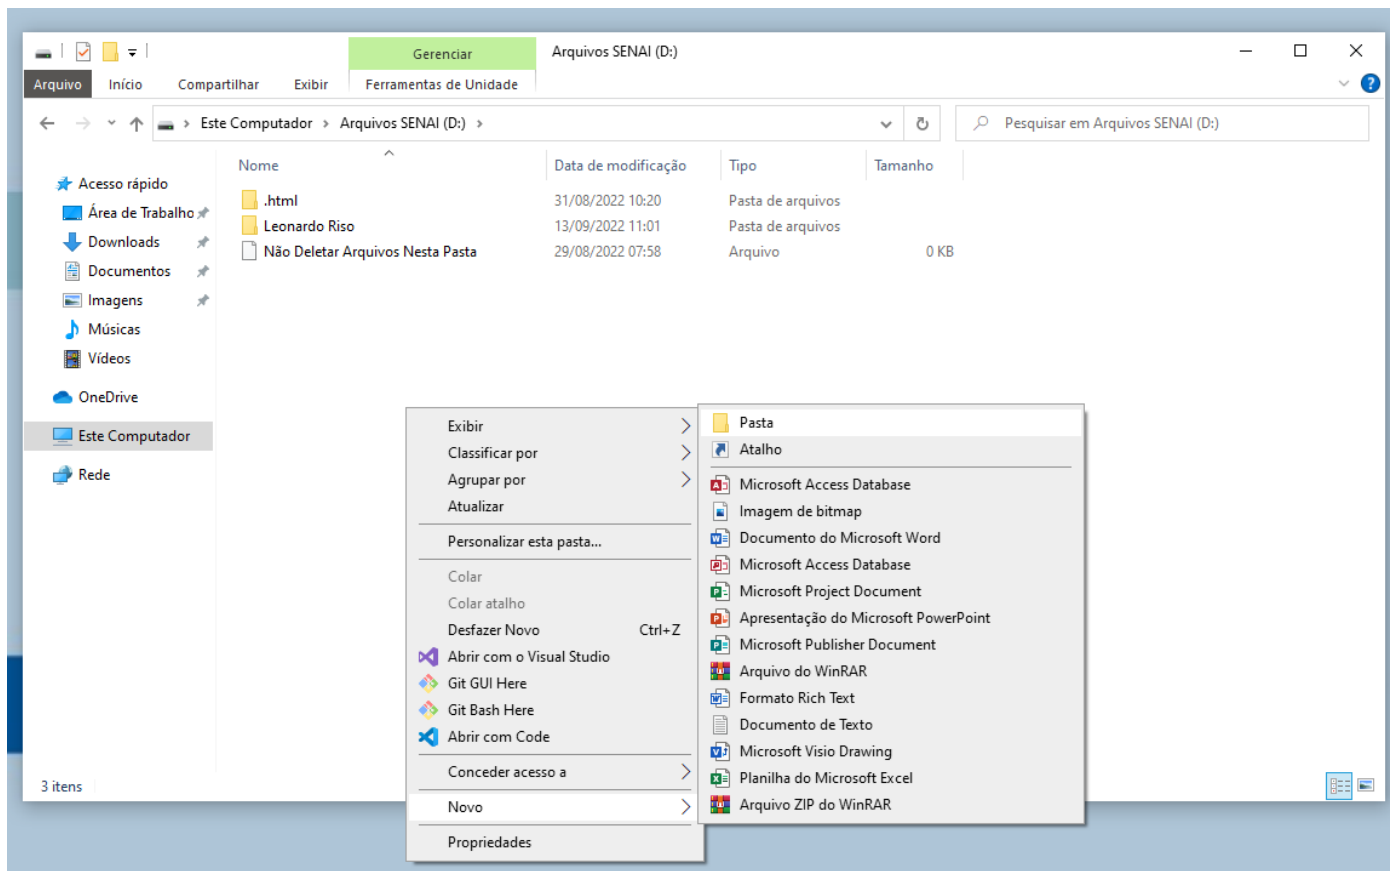 Gerenciar Arquivos SENAI (D:)
Arquivo Início Compartilhar Exibir Ferramentas de Unidade
Este Computador Arquivos SENAI (D:) Pesquisar em Arquivos SENAI (D:)
Acesso rápido
Área de Trabalho
Downloads
Documentos
Imagens
Músicas
Vídeos
OneDrive
Este Computador
Rede
Nome Data de modificação Tipo Tamanho
.html 31/08/2022 10:20 Pasta de arquivos
Leonardo Riso 13/09/2022 11:01 Pasta de arquivos
Não Deletar Arquivos Nesta Pasta 29/08/2022 07:58 Arquivo 0 KB
Exibir
Classificar por
Agrupar por
Atualizar
Personalizar esta pasta...
Colar
Colar atalho
Desfazer Novo Ctrl+Z
Abrir com o Visual Studio
Git GUI Here
Git Bash Here
Abrir com Code
Conceder acesso a
Novo
Propriedades
Pasta
Atalho
Microsoft Access Database
Imagem de bitmap
Documento do Microsoft Word
Microsoft Access Database
Microsoft Project Document
Apresentação do Microsoft PowerPoint
Microsoft Publisher Document
Arquivo do WinRAR
Formato Rich Text
Documento de Texto
Microsoft Visio Drawing
Planilha do Microsoft Excel
Arquivo ZIP do WinRAR
3 itens